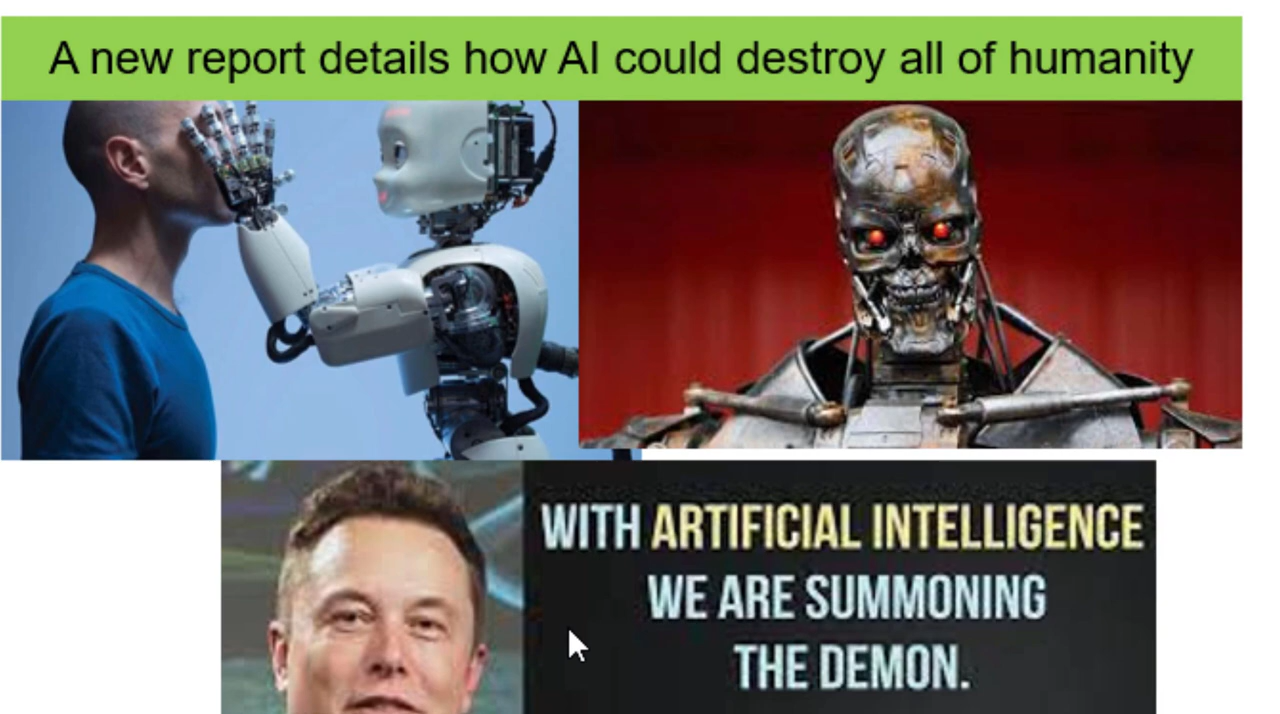 A new report details how AI could destroy all of humanity
WITH ARTIFICIAL INTELLIGENCE
WE ARE SUMMONING
THE DEMON.